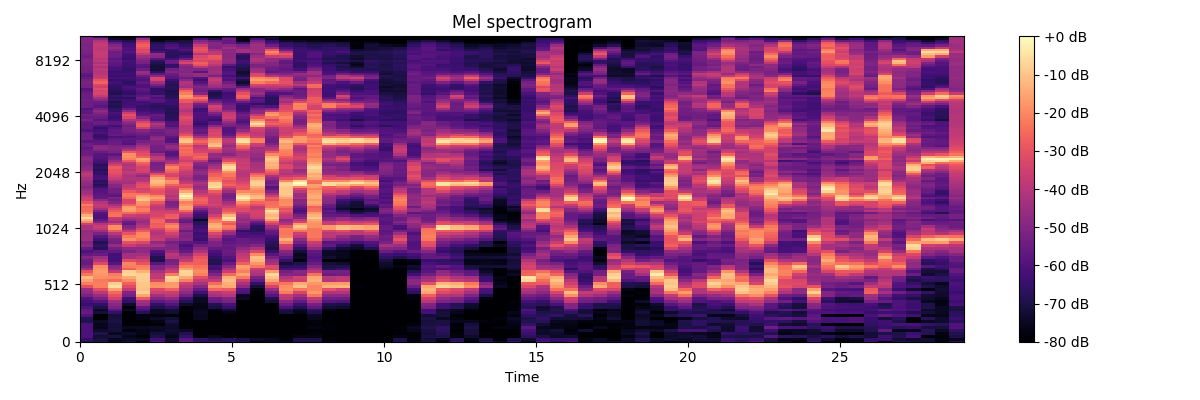 Mel spectrogram
Hz
8192
4096
2048
1024
512
0
0 5 10 15 20 25
Time
+0 dB
-10 dB
-20 dB
-30 dB
-40 dB
-50 dB
-60 dB
-70 dB
-80 dB